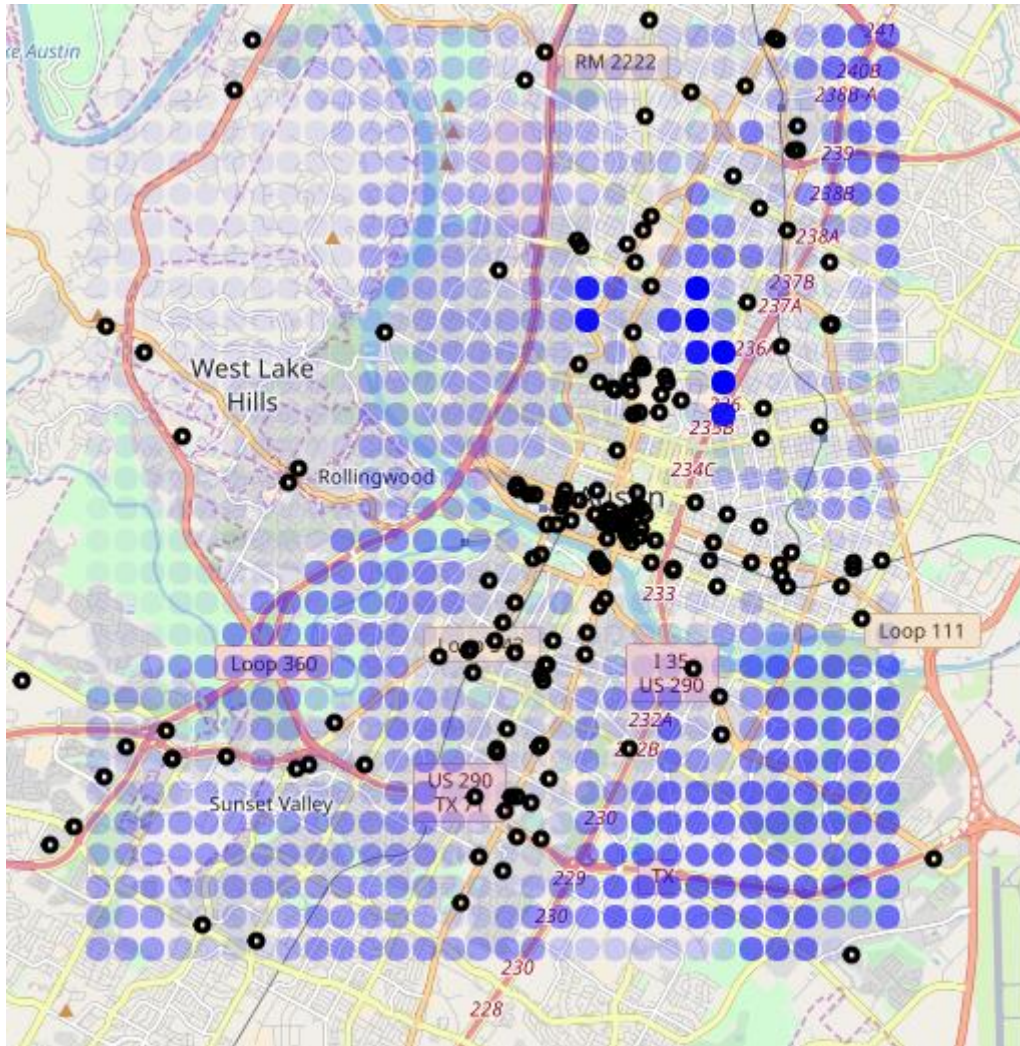 241
ke Austin
RM 2222
240B
238B-A
239
238B
238A
237B
237A
236A
West Lake
Hills
235B
234C
Rollingwood
Austin
233
Loop 111
Loop 360
I 35
US 290
232A
232B
US 290
TX 71
Sunset Valley
230
229
TX
230
230
228